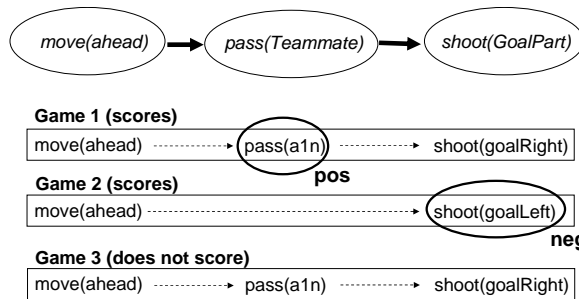 move(ahead) pass(Teammate) shoot(GoalPart)
Game 1 (scores)
move(ahead) pass(a1n) shoot(goalRight)
pos
Game 2 (scores)
move(ahead) shoot(goalLeft)
neg
Game 3 (does not score)
move(ahead) pass(a1n) shoot(goalRight)